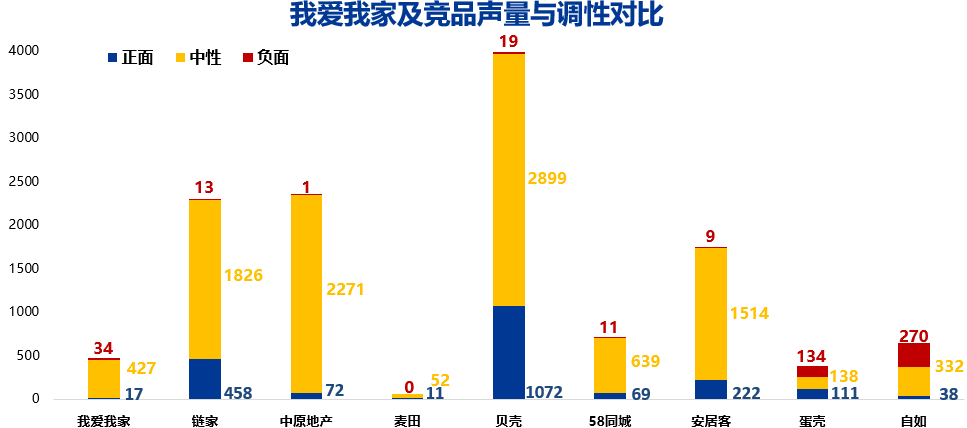 我爱我家及竞品声量与调性对比
正面 中性 负面
4000
3500
3000
2500
2000
1500
1000
500
0
34 427 17
13 1826 458
1 2271 72
0 52 11
19 2899 1072
11 639 69
9 1514 222
134 138 111
270 332 38
我爱我家 链家 中原地产 麦田 贝壳 58同城 安居客 蛋壳 自如